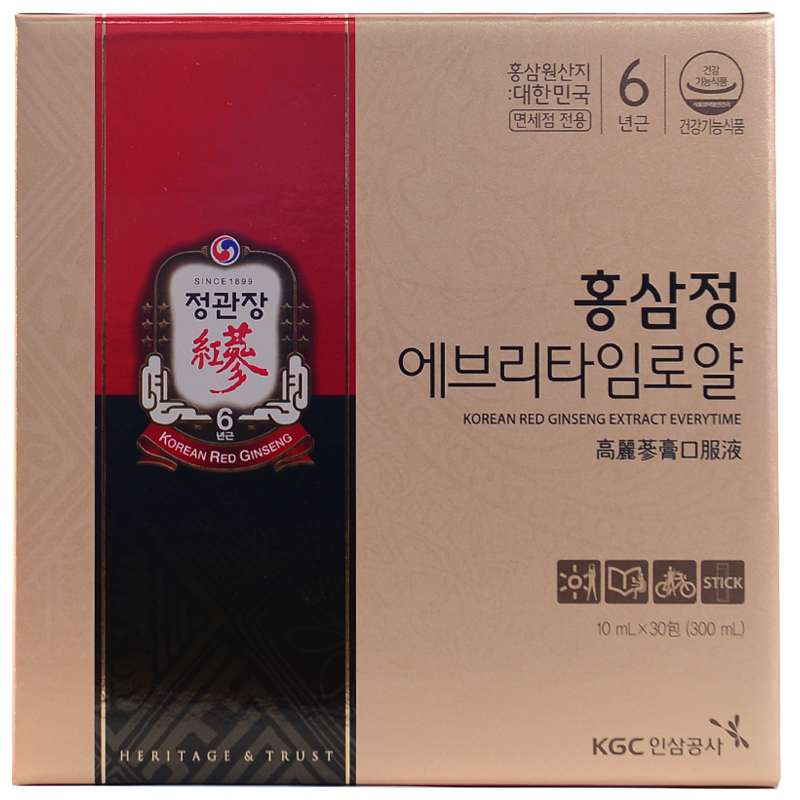 홍삼원산지
:대한민국
면세점 전용
6
년근
건강
기능식품
건강기능식품
SINCE 1899
정관장
紅蔘
6
년근
KOREAN RED GINSENG
홍삼정
에브리타임로얄
KOREAN RED GINSENG EXTRACT EVERYTIME
高麗蔘膏口服液
STICK
10 mL×30包 (300 mL)
HERITAGE & TRUST
KGC 인삼공사